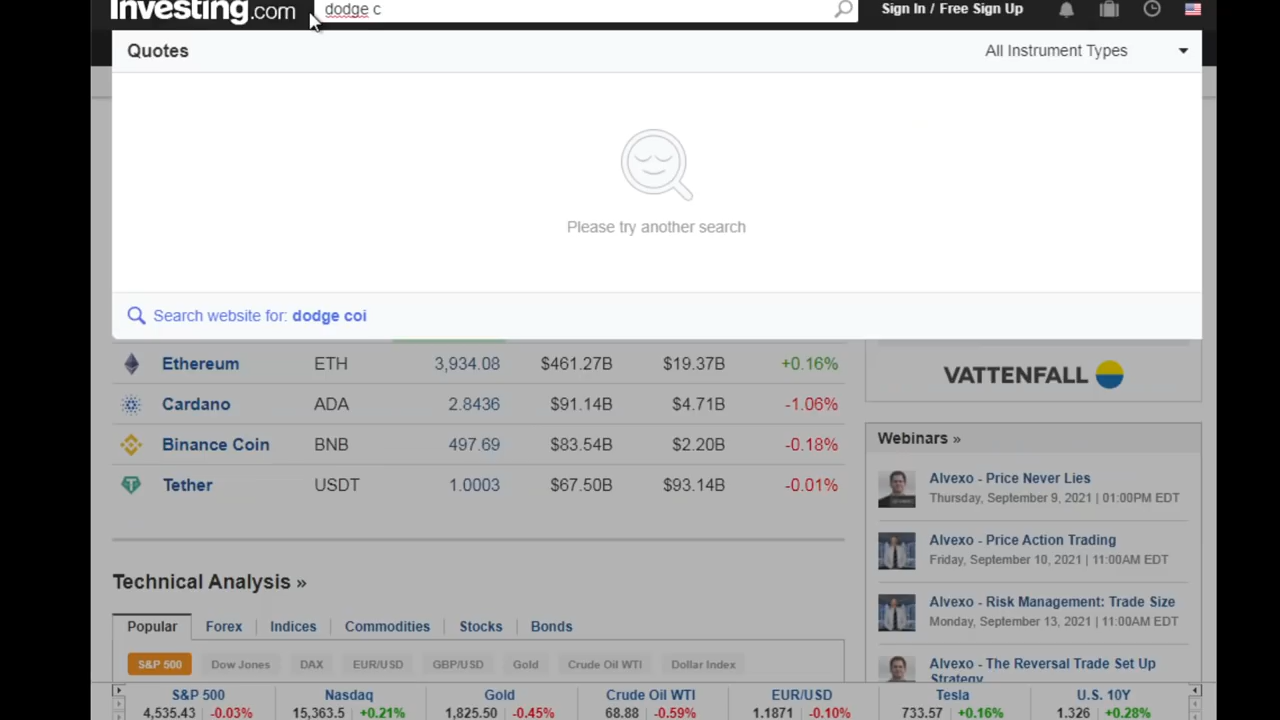 Investing.com
dodge c
Sign In / Free Sign Up
Quotes
All Instrument Types
Please try another search
Search website for: dodge coi
Ethereum ETH 3,934.08 $461.27B $19.37B +0.16%
Cardano ADA 2.8436 $91.14B $4.71B -1.06%
Binance Coin BNB 497.69 $83.54B $2.20B -0.18%
Tether USDT 1.0003 $67.50B $93.14B -0.01%
VATTENFALL
Webinars »
Alvexo - Price Never Lies
Thursday, September 9, 2021 | 01:00PM EDT
Alvexo - Price Action Trading
Friday, September 10, 2021 | 11:00AM EDT
Alvexo - Risk Management: Trade Size
Monday, September 13, 2021 | 11:00AM EDT
Alvexo - The Reversal Trade Set Up
Strategy
Technical Analysis »
Popular Forex Indices Commodities Stocks Bonds
S&P 500 Dow Jones DAX EUR/USD GBP/USD Gold Crude Oil WTI Dollar Index
S&P 500 Nasdaq Gold Crude Oil WTI EUR/USD Tesla U.S. 10Y
4,535.43 -0.03% 15,363.5 +0.21% 1,825.50 -0.45% 68.88 -0.59% 1.1871 -0.10% 733.57 +0.16% 1.326 +0.28%